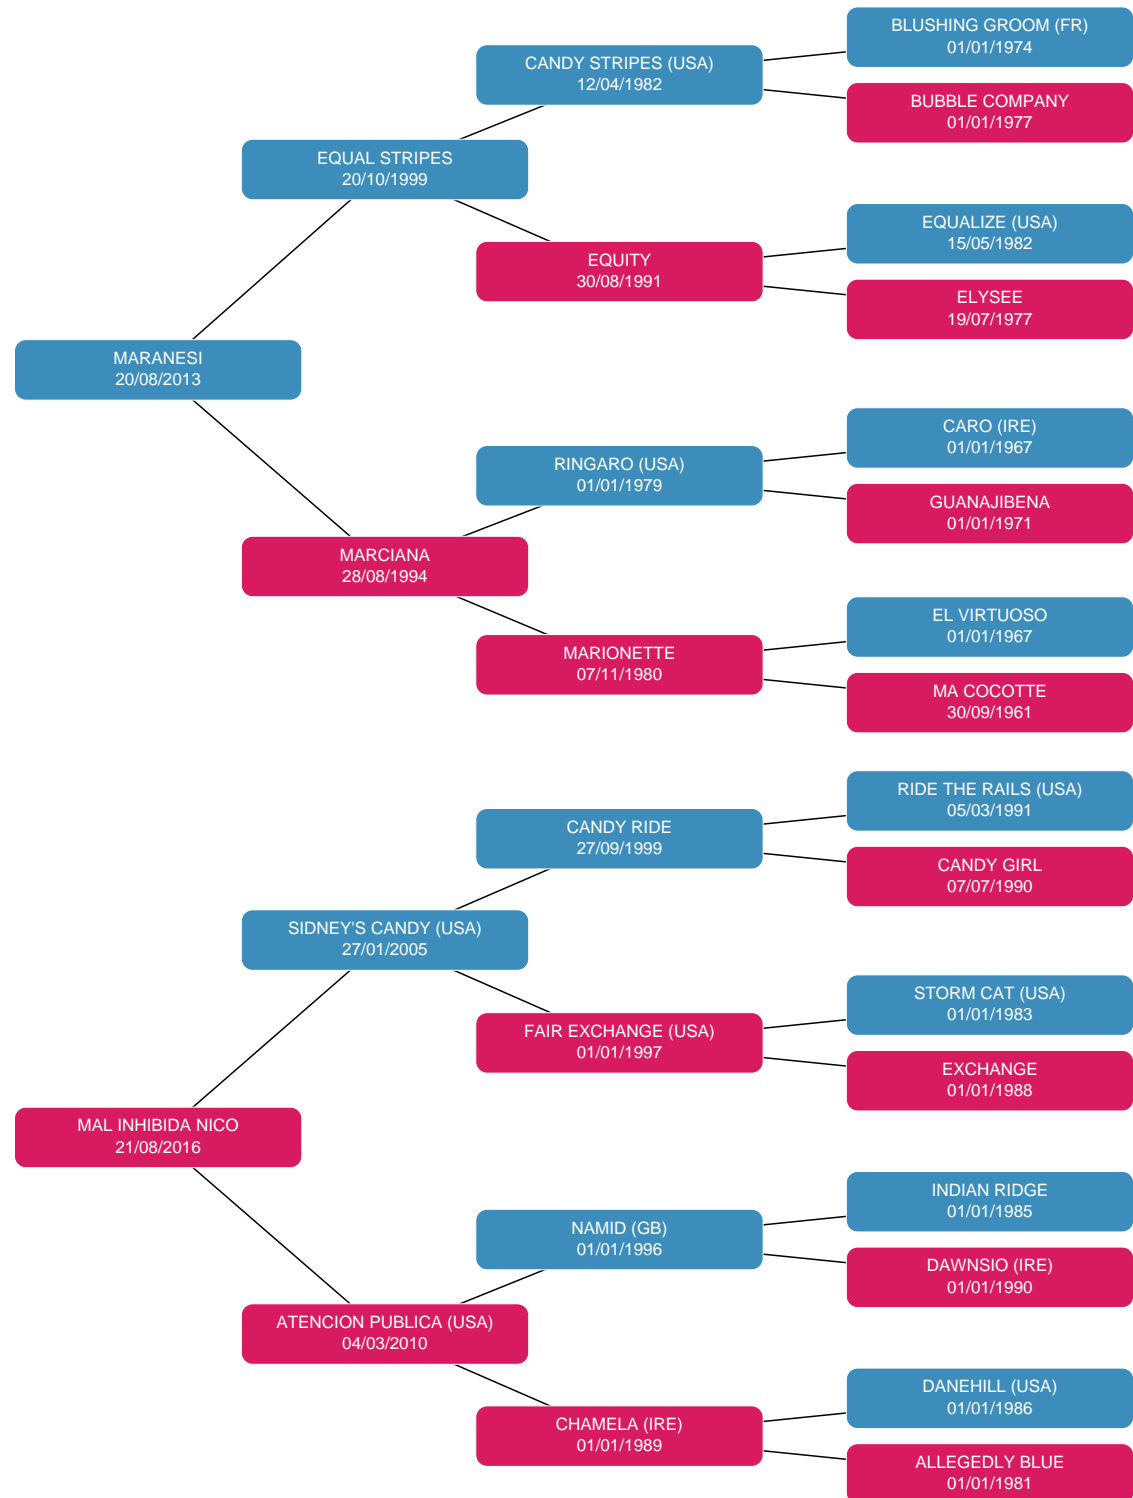 BLUSHING GROOM (FR)
01/01/1974
CANDY STRIPES (USA)
12/04/1982
BUBBLE COMPANY
01/01/1977
EQUAL STRIPES
20/10/1999
EQUALIZE (USA)
15/05/1982
EQUITY
30/08/1991
ELYSEE
19/07/1977
MARANESI
20/08/2013
CARO (IRE)
01/01/1967
RINGARO (USA)
01/01/1979
GUANAJIBENA
01/01/1971
MARCIANA
28/08/1994
EL VIRTUOSO
01/01/1967
MARIONETTE
07/11/1980
MA COCOTTE
30/09/1961
RIDE THE RAILS (USA)
05/03/1991
CANDY RIDE
27/09/1999
CANDY GIRL
07/07/1990
SIDNEY'S CANDY (USA)
27/01/2005
STORM CAT (USA)
01/01/1983
FAIR EXCHANGE (USA)
01/01/1997
EXCHANGE
01/01/1988
MAL INHIBIDA NICO
21/08/2016
INDIAN RIDGE
01/01/1985
NAMID (GB)
01/01/1996
DAWNSIO (IRE)
01/01/1990
ATENCION PUBLICA (USA)
04/03/2010
DANEHILL (USA)
01/01/1986
CHAMELA (IRE)
01/01/1989
ALLEGEDLY BLUE
01/01/1981